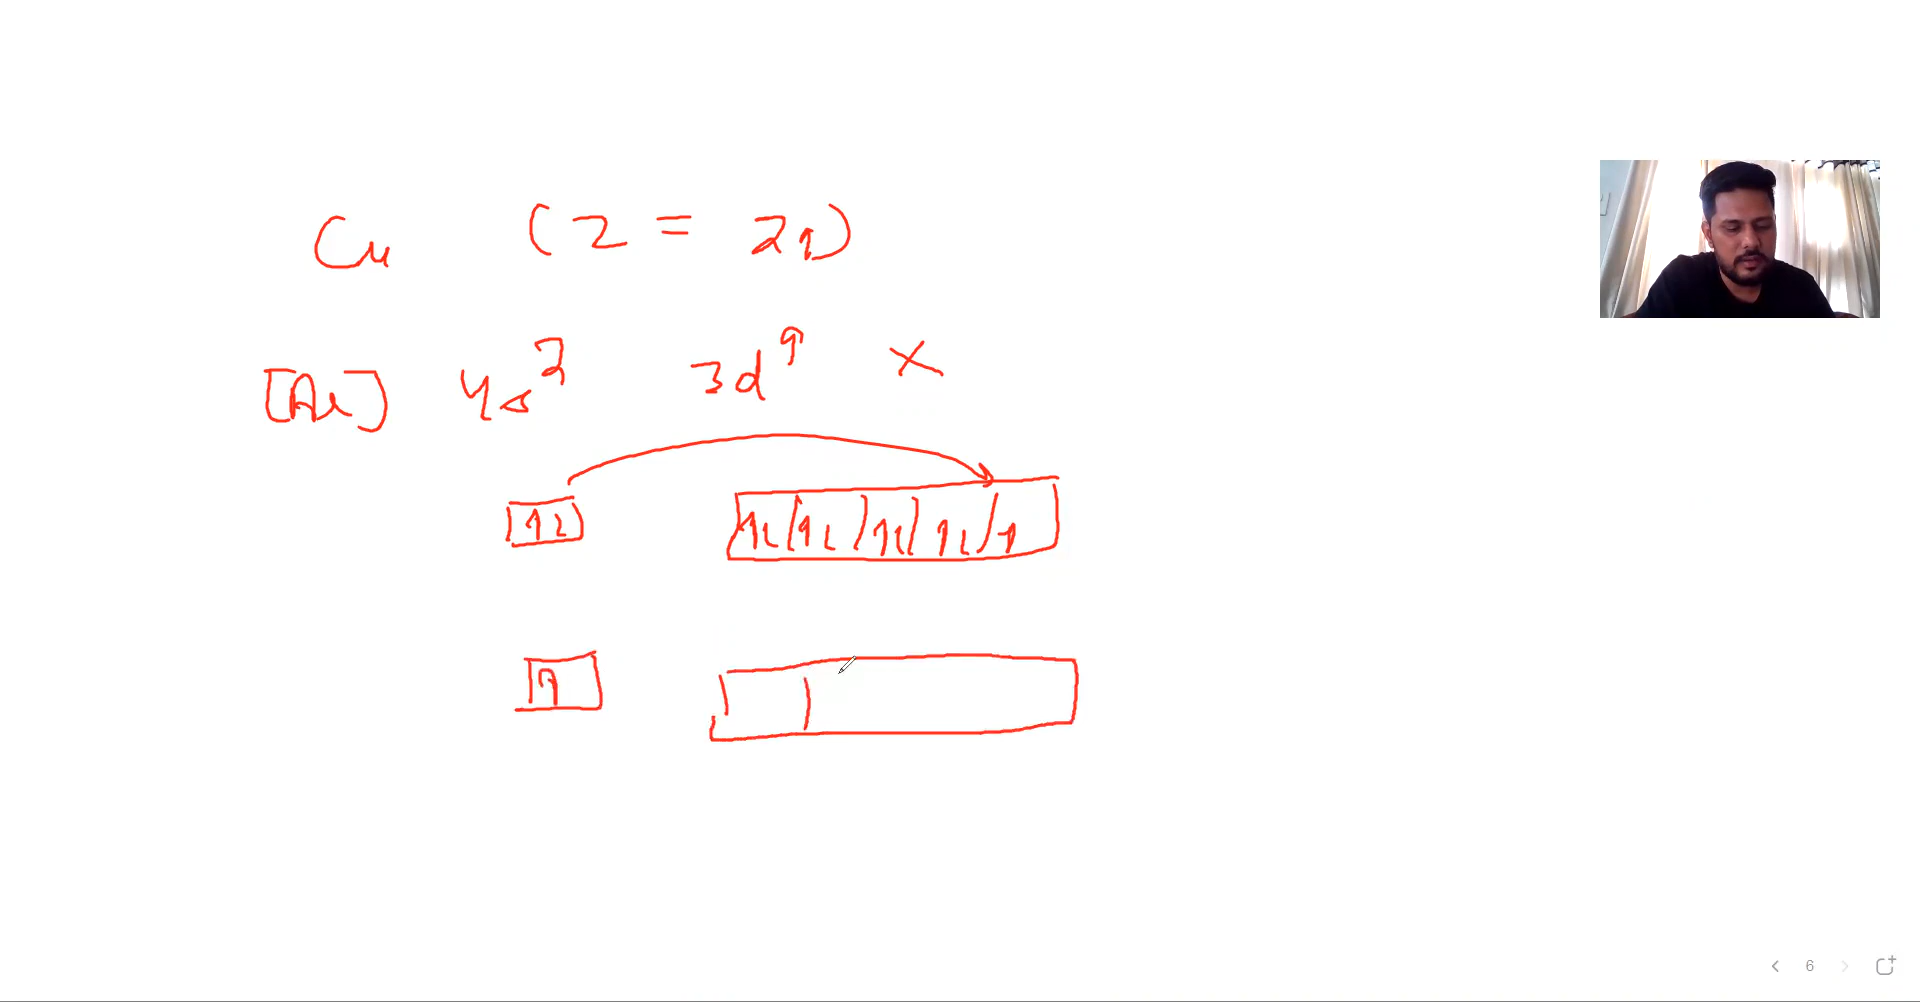 Cu (Z = 29)
[Ar] 4s² 3d⁹ ×
↑↓ ↑↓ ↑↓ ↑↓ ↑↓ ↑
↑
6